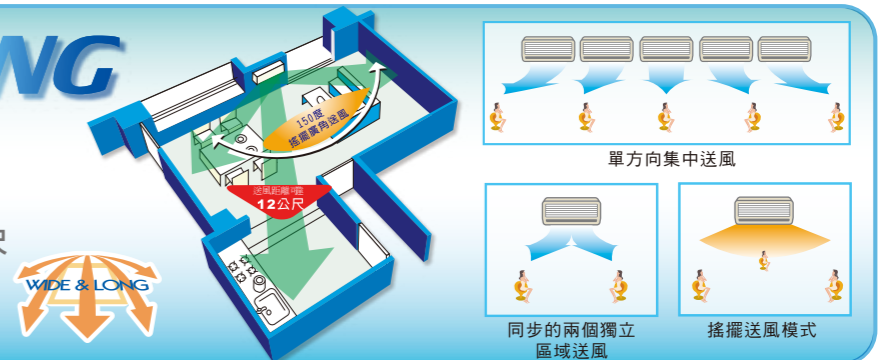 NG
150度
搖擺廣角送風
送風距離可達
12公尺
WIDE & LONG
單方向集中送風
同步的兩個獨立
區域送風
搖擺送風模式